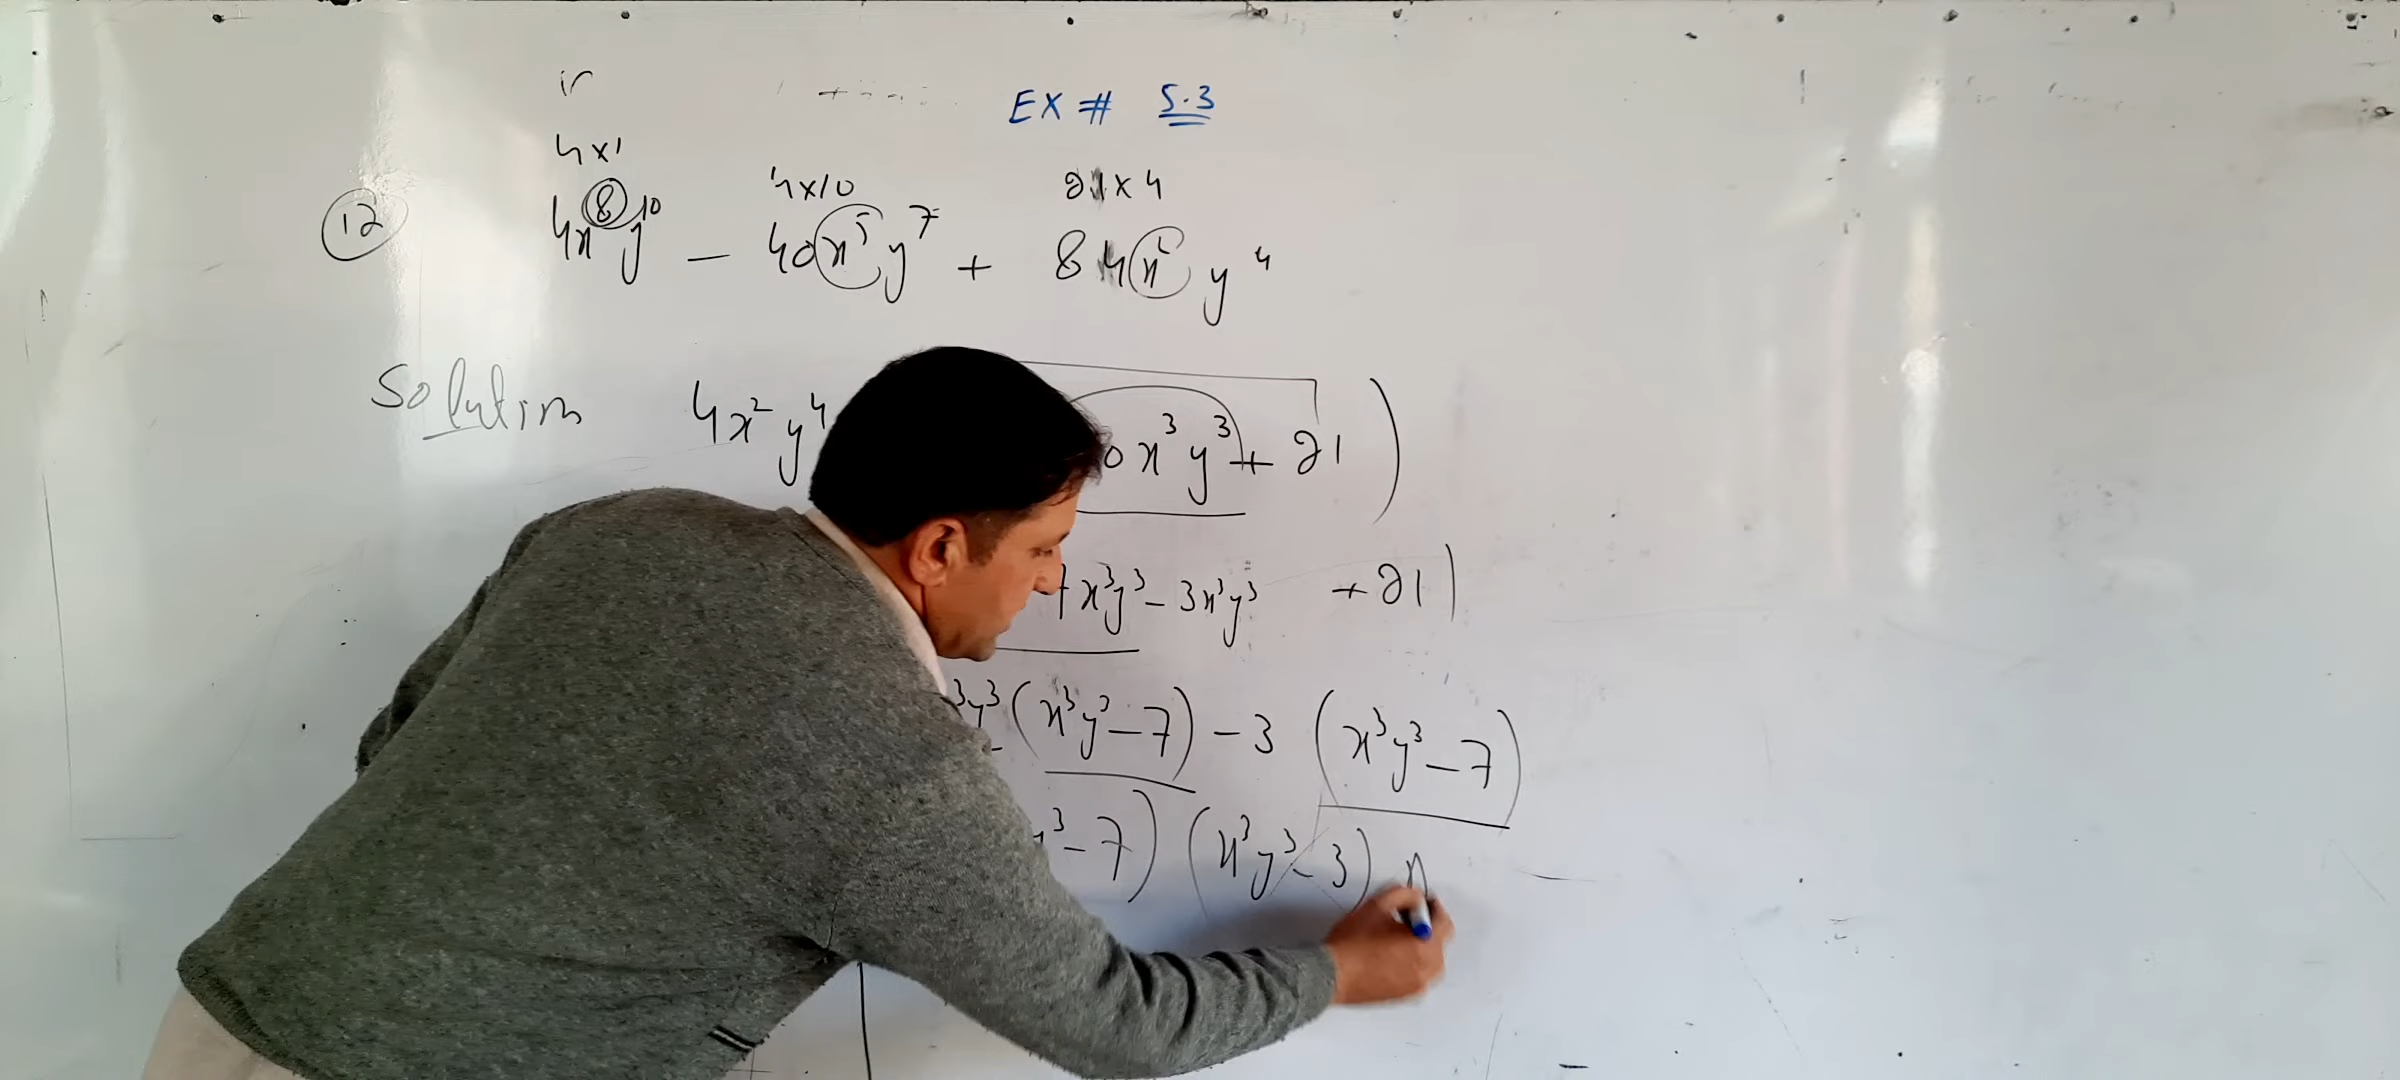 EX # 5.3
4x1
4x10
21x4
12
4x⁸y¹⁰ - 40x⁵y⁷ + 84x²y⁴
Solution 4x²y⁴ 0x³y³ + 21)
7x³y³ - 3x³y³ + 21)
³y³(x³y³ - 7) - 3 (x³y³ - 7)
³ - 7) (x³y³ - 3)